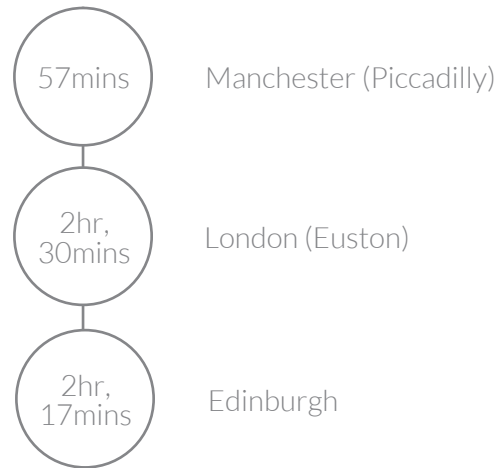 57mins
Manchester (Piccadilly)
2hr,
30mins
London (Euston)
2hr,
17mins
Edinburgh